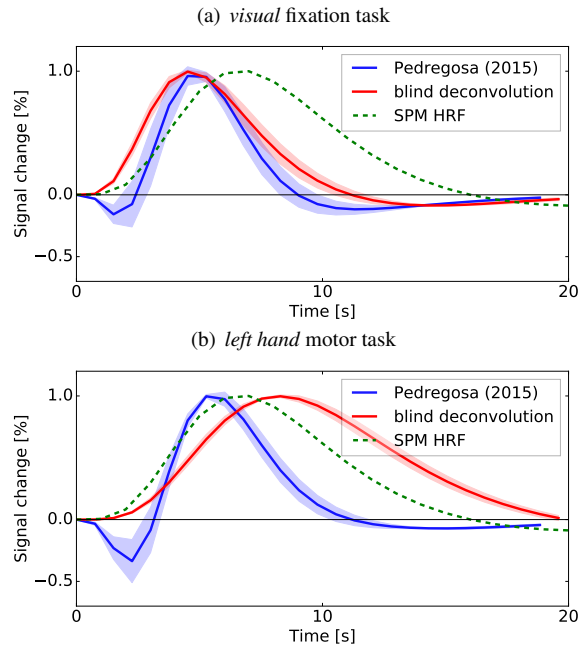 (a) visual fixation task
Signal change [%]
1.0
0.0
−0.5
Pedregosa (2015)
blind deconvolution
SPM HRF
0
10
20
Time [s]
(b) left hand motor task
Signal change [%]
1.0
0.0
−0.5
Pedregosa (2015)
blind deconvolution
SPM HRF
0
10
20
Time [s]